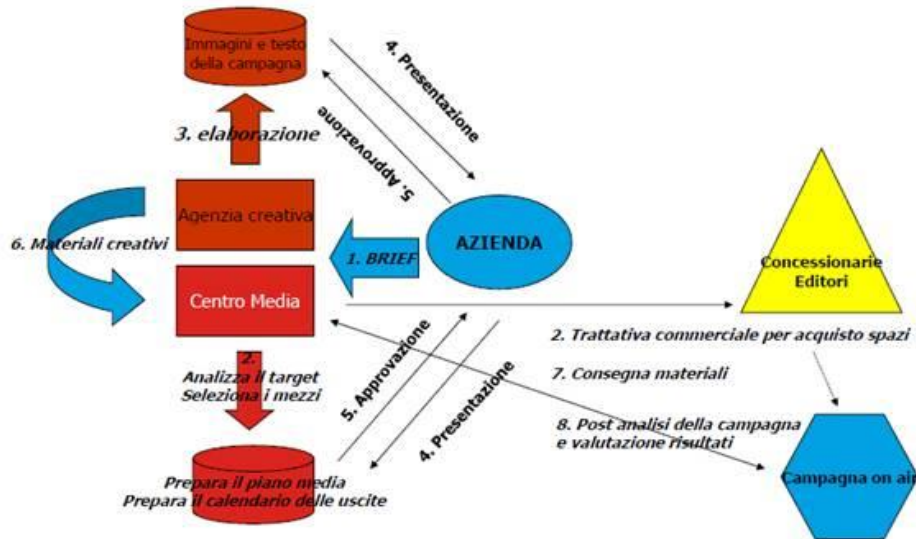 Immagini e testo
della campagna
4. Presentazione
5. Approvazione
3. elaborazione
Agenzia creativa
6. Materiali creativi
1. BRIEF
AZIENDA
Centro Media
Concessionarie
Editori
2.
Analizza il target
Seleziona i mezzi
5. Approvazione
4. Presentazione
2. Trattativa commerciale per acquisto spazi
7. Consegna materiali
8. Post analisi della campagna
e valutazione risultati
Prepara il piano media
Prepara il calendario delle uscite
Campagna on air